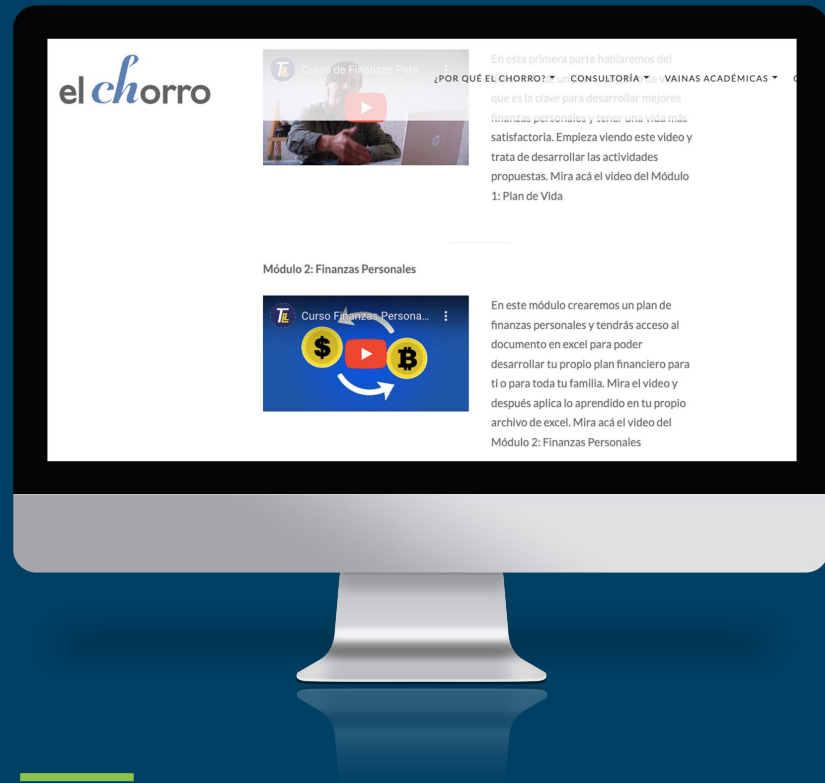 el chorro
¿POR QUÉ EL CHORRO?
CONSULTORÍA
VAINAS ACADÉMICAS
Curso de Finanzas Pers...
En esta primera parte hablaremos del
que es la clave para desarrollar mejores
finanzas personales y tener una vida más
satisfactoria. Empieza viendo este video y
trata de desarrollar las actividades
propuestas. Mira acá el video del Módulo
1: Plan de Vida
Módulo 2: Finanzas Personales
Curso Finanzas Persona...
$
En este módulo crearemos un plan de
finanzas personales y tendrás acceso al
documento en excel para poder
desarrollar tu propio plan financiero para
ti o para toda tu familia. Mira el video y
después aplica lo aprendido en tu propio
archivo de excel. Mira acá el video del
Módulo 2: Finanzas Personales